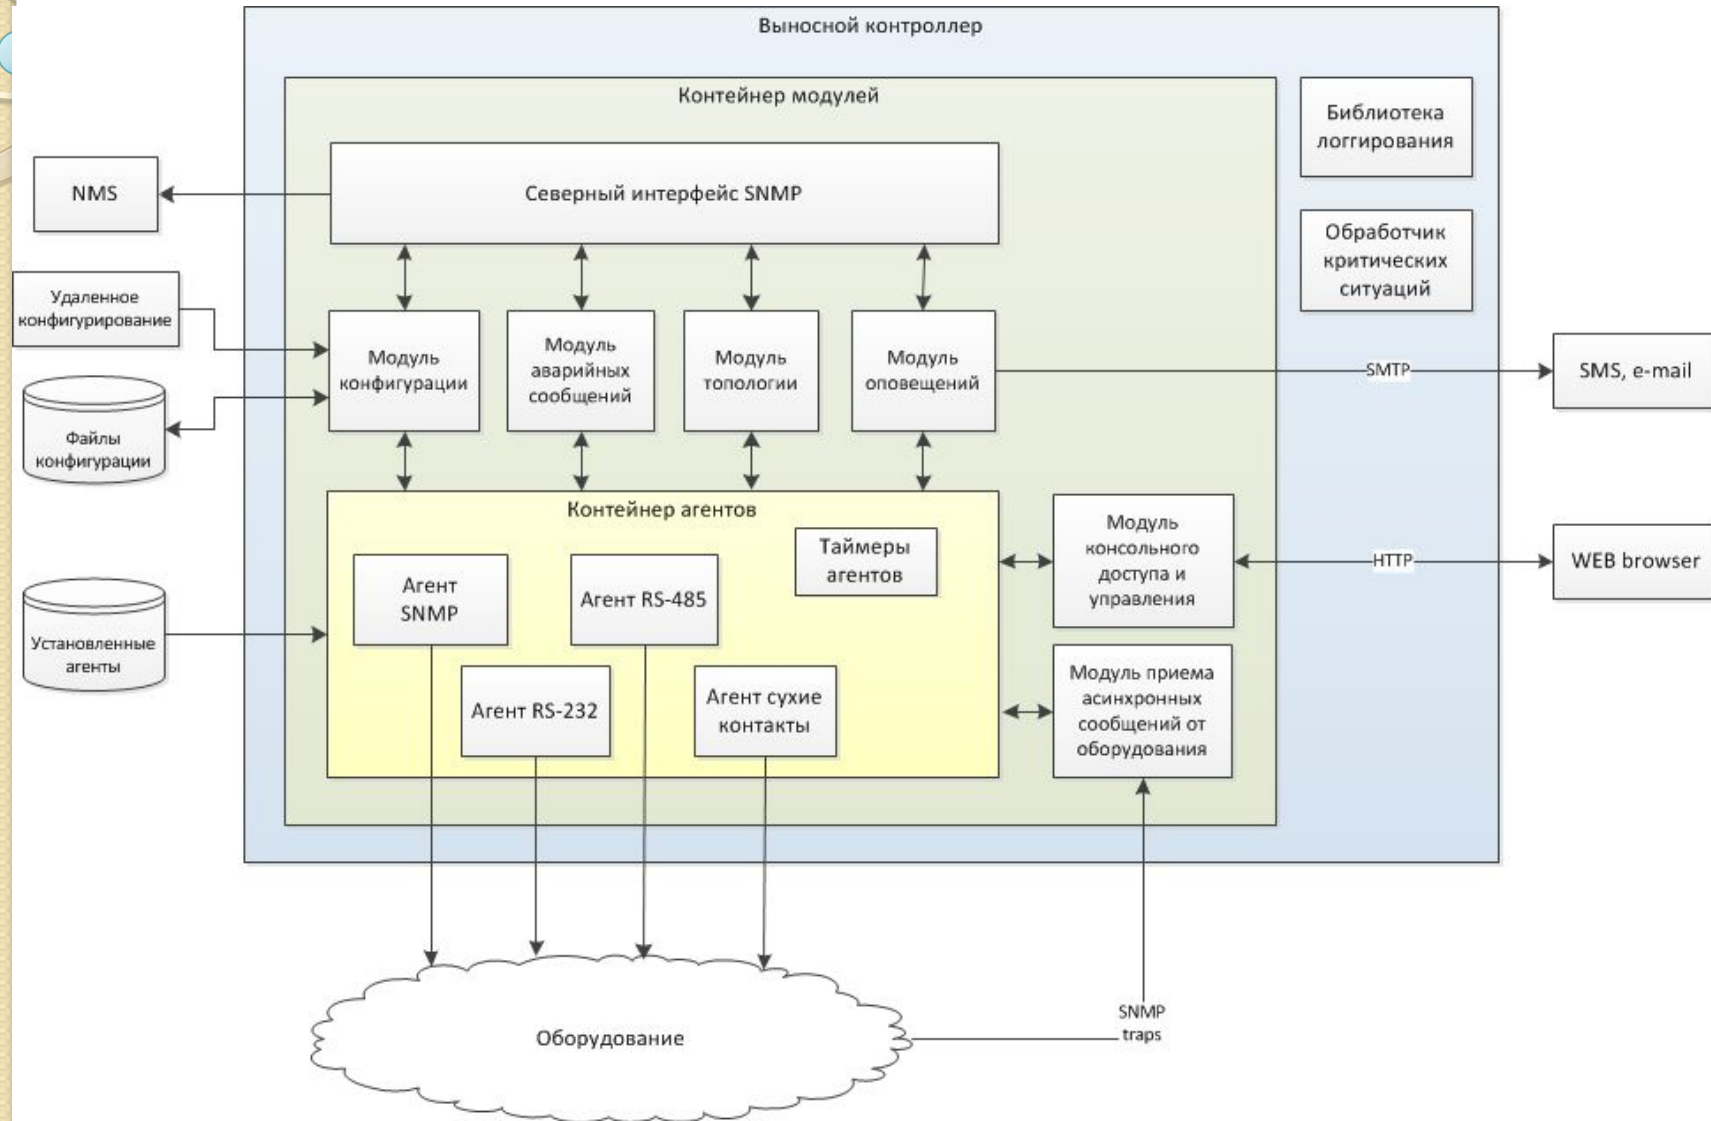 Выносной контроллер
Контейнер модулей
Библиотека
логгирования
Северный интерфейс SNMP
NMS
Обработчик
критических
ситуаций
Удаленное
конфигурирование
Модуль
конфигурации
Модуль
аварийных
сообщений
Модуль
топологии
Модуль
оповещений
SMTP
SMS, e-mail
Файлы
конфигурации
Контейнер агентов
Таймеры
агентов
Модуль
консольного
доступа и
управления
HTTP
WEB browser
Агент
SNMP
Агент RS-485
Установленные
агенты
Агент RS-232
Агент сухие
контакты
Модуль приема
асинхронных
сообщений от
оборудования
SNMP
traps
Оборудование